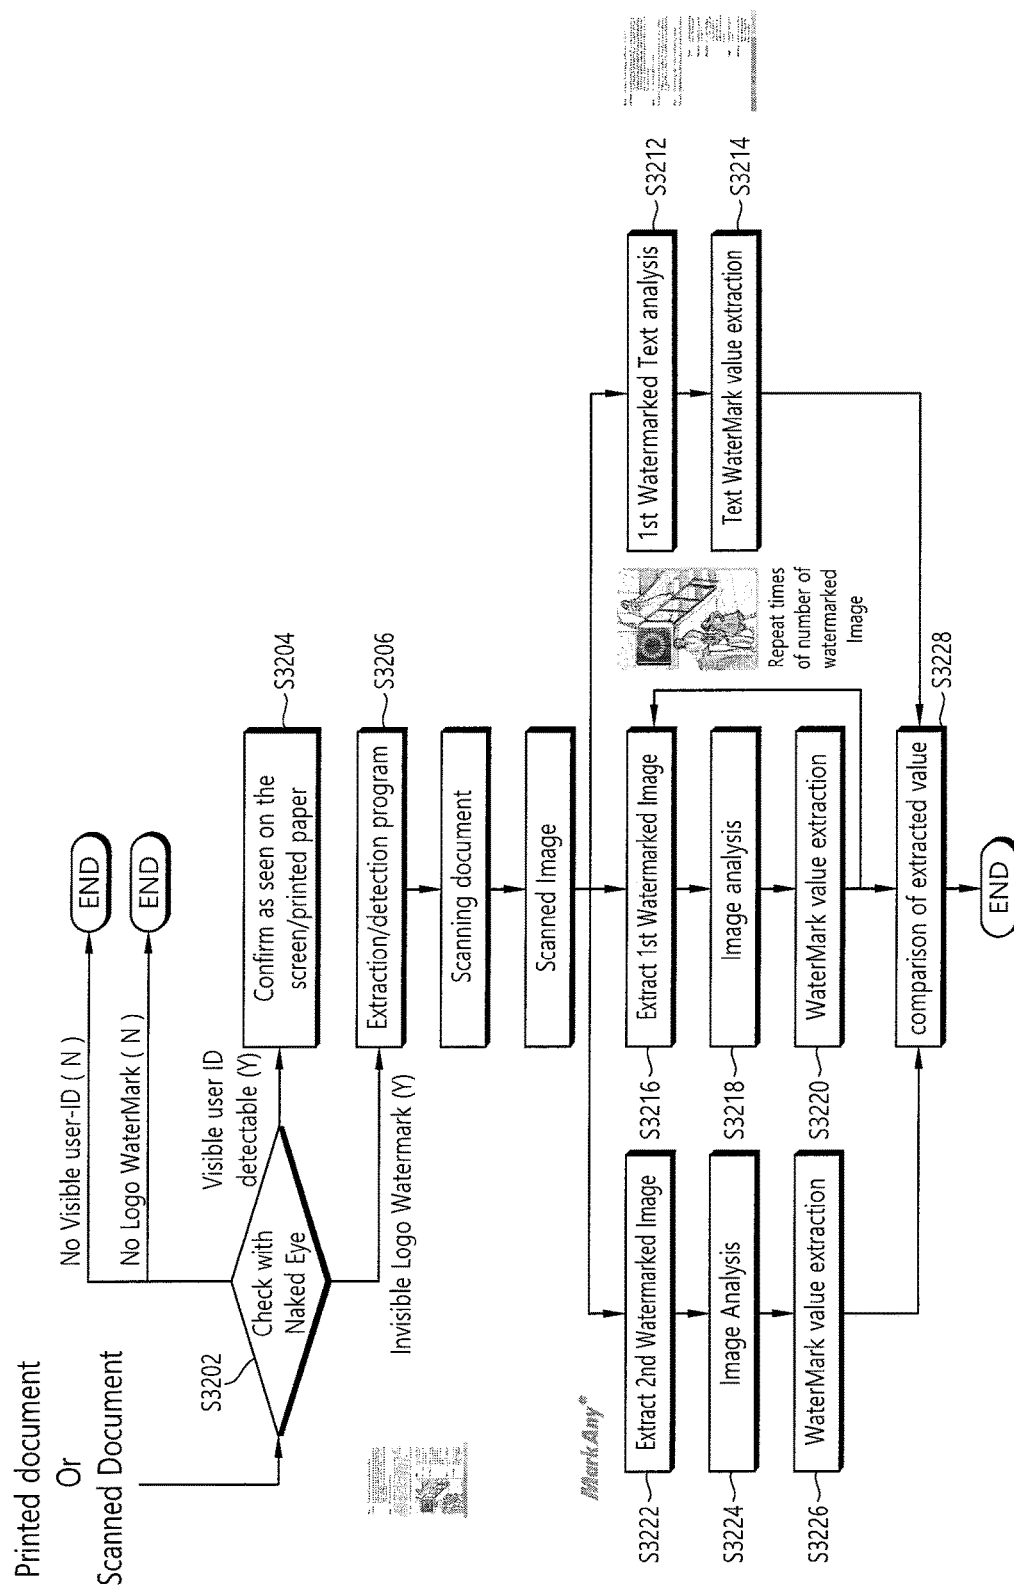 Printed document
Or
Scanned Document
S3202
Check with
Naked Eye
No Visible user-ID ( N )
END
No Logo WaterMark ( N )
END
Visible user ID
detectable (Y)
Confirm as seen on the
screen/printed paper
S3204
Invisible Logo Watermark (Y)
Extraction/detection program
S3206
Scanning document
Scanned Image
MarkAny®
S3222
Extract 2nd Watermarked Image
S3224
Image Analysis
S3226
WaterMark value extraction
S3216
Extract 1st Watermarked Image
S3218
Image analysis
S3220
WaterMark value extraction
Repeat times
of number of
watermarked
Image
1st Watermarked Text analysis
S3212
Text WaterMark value extraction
S3214
comparison of extracted value
S3228
END